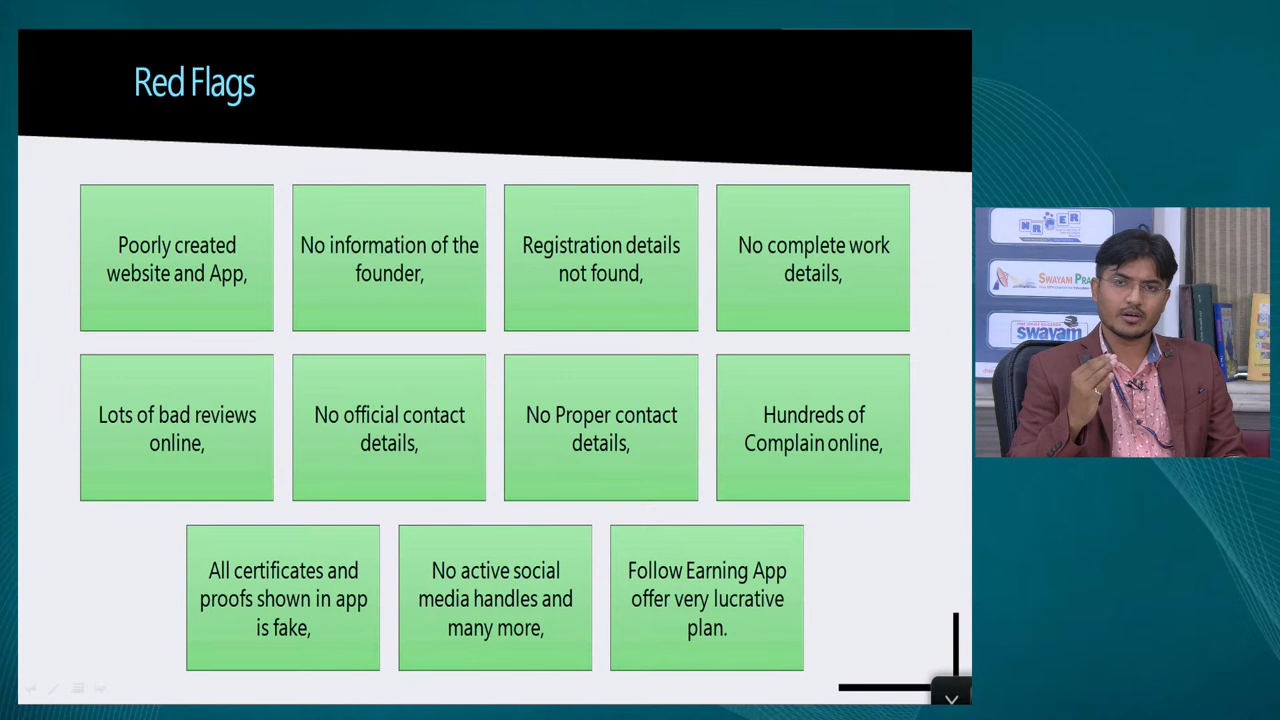 Red Flags
Poorly created
website and App,
No information of the
founder,
Registration details
not found,
No complete work
details,
Lots of bad reviews
online,
No official contact
details,
No Proper contact
details,
Hundreds of
Complain online,
All certificates and
proofs shown in app
is fake,
No active social
media handles and
many more,
Follow Earning App
offer very lucrative
plan.
SWAYAM PRA
swayam